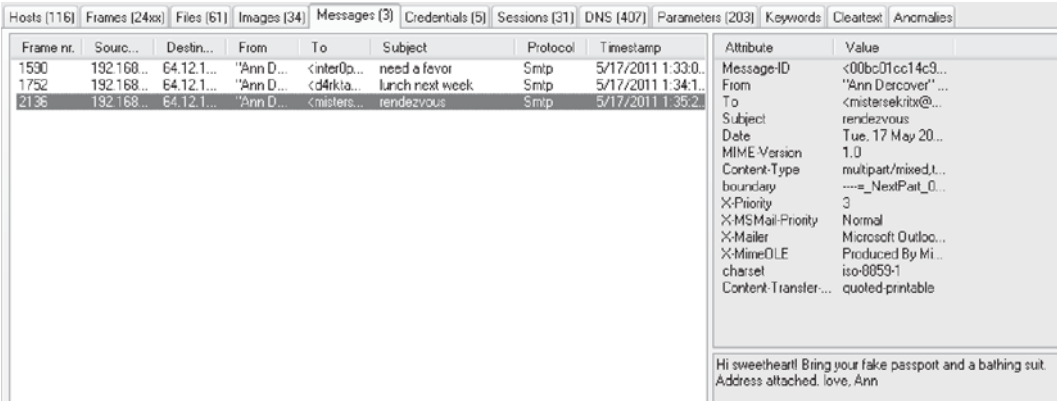 Hosts (116) Frames (24xx) Files (61) Images (34) Messages (3) Credentials (5) Sessions (31) DNS (407) Parameters (203) Keywords Cleartext Anomalies
Frame nr. Sourc... Destin... From To Subject Protocol Timestamp
1590 192.168... 64.12.1... "Ann D... <inter0p... need a favor Smtp 5/17/2011 1:33:0..
1752 192.168... 64.12.1... "Ann D... <d4rkta... lunch next week Smtp 5/17/2011 1:34:1..
2136 192.168... 64.12.1... "Ann D... <misters... rendezvous Smtp 5/17/2011 1:35:2..
Attribute Value
Message-ID <00bc01cc14c9...
From "Ann Dercover" ...
To <mistersekritx@...
Subject rendezvous
Date Tue, 17 May 20...
MIME-Version 1.0
Content-Type multipart/mixed,t...
boundary ----=_NextPart_0...
X-Priority 3
X-MSMail-Priority Normal
X-Mailer Microsoft Outloo...
X-MimeOLE Produced By Mi...
charset iso-8859-1
Content-Transfer-... quoted-printable
Hi sweetheart! Bring your fake passport and a bathing suit.
Address attached. love, Ann